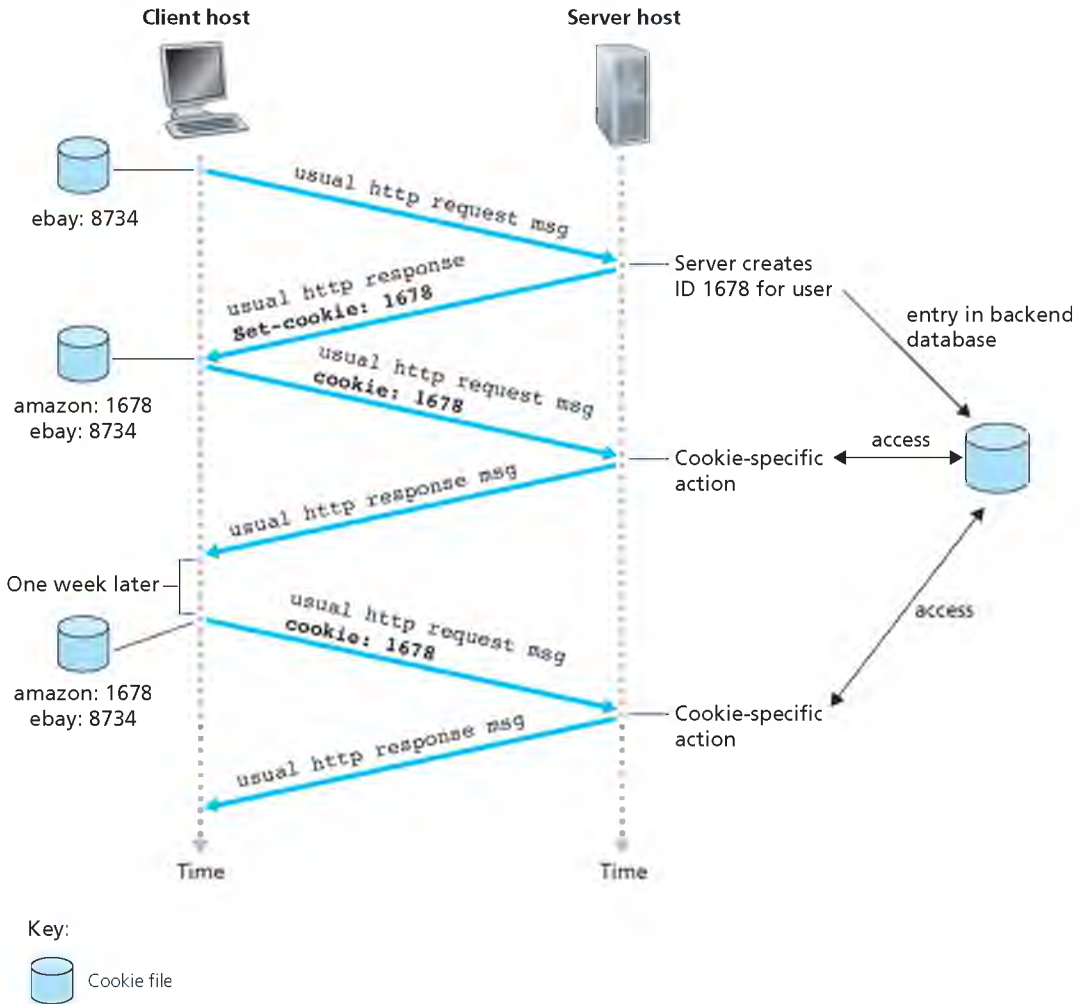 Client host
Server host
usual http request msg
ebay: 8734
Server creates
ID 1678 for user
entry in backend
database
usual http response
Set-cookie: 1678
usual http request msg
cookie: 1678
amazon: 1678
ebay: 8734
Cookie-specific
action
access
usual http response msg
One week later
usual http request msg
cookie: 1678
access
amazon: 1678
ebay: 8734
Cookie-specific
action
usual http response msg
Time
Time
Key:
Cookie file